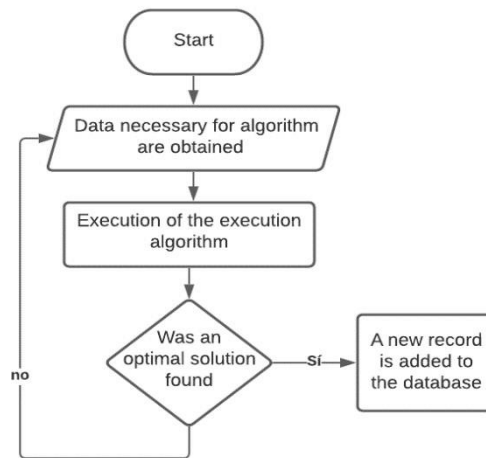 Start
Data necessary for algorithm
are obtained
Execution of the execution
algorithm
Was an
optimal solution
found
Sí
A new record
is added to
the database
no